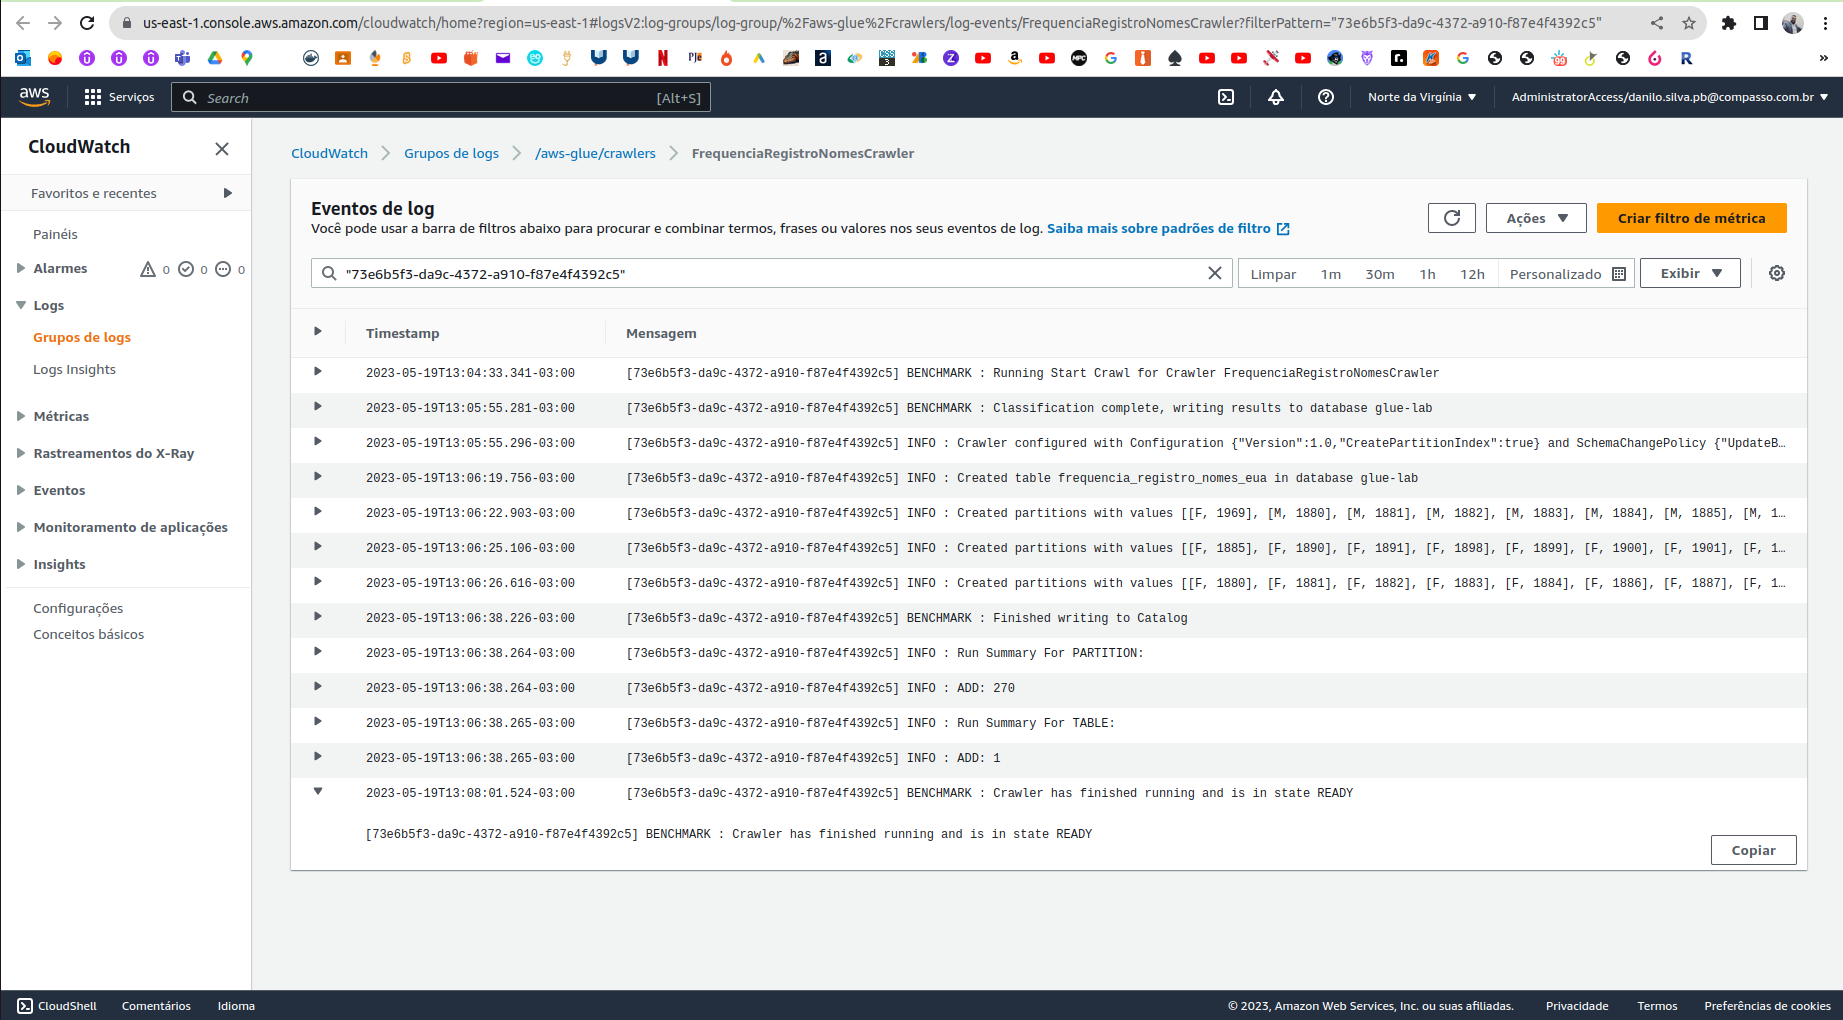 us-east-1.console.aws.amazon.com/cloudwatch/home?region=us-east-1#logsV2:log-groups/log-group/%2Faws-glue%2Fcrawlers/log-events/FrequenciaRegistroNomesCrawler?filterPattern="73e6b5f3-da9c-4372-a910-f87e4f4392c5"
aws
Serviços
Search
[Alt+S]
Norte da Virgínia
AdministratorAccess/danilo.silva.pb@compasso.com.br
CloudWatch
CloudWatch
Grupos de logs
/aws-glue/crawlers
FrequenciaRegistroNomesCrawler
Favoritos e recentes
Painéis
Alarmes 0 0 0
Logs
Grupos de logs
Logs Insights
Métricas
Rastreamentos do X-Ray
Eventos
Monitoramento de aplicações
Insights
Configurações
Conceitos básicos
Eventos de log
Você pode usar a barra de filtros abaixo para procurar e combinar termos, frases ou valores nos seus eventos de log. Saiba mais sobre padrões de filtro
Ações
Criar filtro de métrica
"73e6b5f3-da9c-4372-a910-f87e4f4392c5"
Limpar 1m 30m 1h 12h Personalizado
Exibir
Timestamp Mensagem
2023-05-19T13:04:33.341-03:00 [73e6b5f3-da9c-4372-a910-f87e4f4392c5] BENCHMARK : Running Start Crawl for Crawler FrequenciaRegistroNomesCrawler
2023-05-19T13:05:55.281-03:00 [73e6b5f3-da9c-4372-a910-f87e4f4392c5] BENCHMARK : Classification complete, writing results to database glue-lab
2023-05-19T13:05:55.296-03:00 [73e6b5f3-da9c-4372-a910-f87e4f4392c5] INFO : Crawler configured with Configuration {"Version":1.0,"CreatePartitionIndex":true} and SchemaChangePolicy {"UpdateB…
2023-05-19T13:06:19.756-03:00 [73e6b5f3-da9c-4372-a910-f87e4f4392c5] INFO : Created table frequencia_registro_nomes_eua in database glue-lab
2023-05-19T13:06:22.903-03:00 [73e6b5f3-da9c-4372-a910-f87e4f4392c5] INFO : Created partitions with values [[F, 1969], [M, 1880], [M, 1881], [M, 1882], [M, 1883], [M, 1884], [M, 1885], [M, 1…
2023-05-19T13:06:25.106-03:00 [73e6b5f3-da9c-4372-a910-f87e4f4392c5] INFO : Created partitions with values [[F, 1885], [F, 1890], [F, 1891], [F, 1898], [F, 1899], [F, 1900], [F, 1901], [F, 1…
2023-05-19T13:06:26.616-03:00 [73e6b5f3-da9c-4372-a910-f87e4f4392c5] INFO : Created partitions with values [[F, 1880], [F, 1881], [F, 1882], [F, 1883], [F, 1884], [F, 1886], [F, 1887], [F, 1…
2023-05-19T13:06:38.226-03:00 [73e6b5f3-da9c-4372-a910-f87e4f4392c5] BENCHMARK : Finished writing to Catalog
2023-05-19T13:06:38.264-03:00 [73e6b5f3-da9c-4372-a910-f87e4f4392c5] INFO : Run Summary For PARTITION:
2023-05-19T13:06:38.264-03:00 [73e6b5f3-da9c-4372-a910-f87e4f4392c5] INFO : ADD: 270
2023-05-19T13:06:38.265-03:00 [73e6b5f3-da9c-4372-a910-f87e4f4392c5] INFO : Run Summary For TABLE:
2023-05-19T13:06:38.265-03:00 [73e6b5f3-da9c-4372-a910-f87e4f4392c5] INFO : ADD: 1
2023-05-19T13:08:01.524-03:00 [73e6b5f3-da9c-4372-a910-f87e4f4392c5] BENCHMARK : Crawler has finished running and is in state READY
[73e6b5f3-da9c-4372-a910-f87e4f4392c5] BENCHMARK : Crawler has finished running and is in state READY
Copiar
CloudShell
Comentários
Idioma
© 2023, Amazon Web Services, Inc. ou suas afiliadas.
Privacidade
Termos
Preferências de cookies